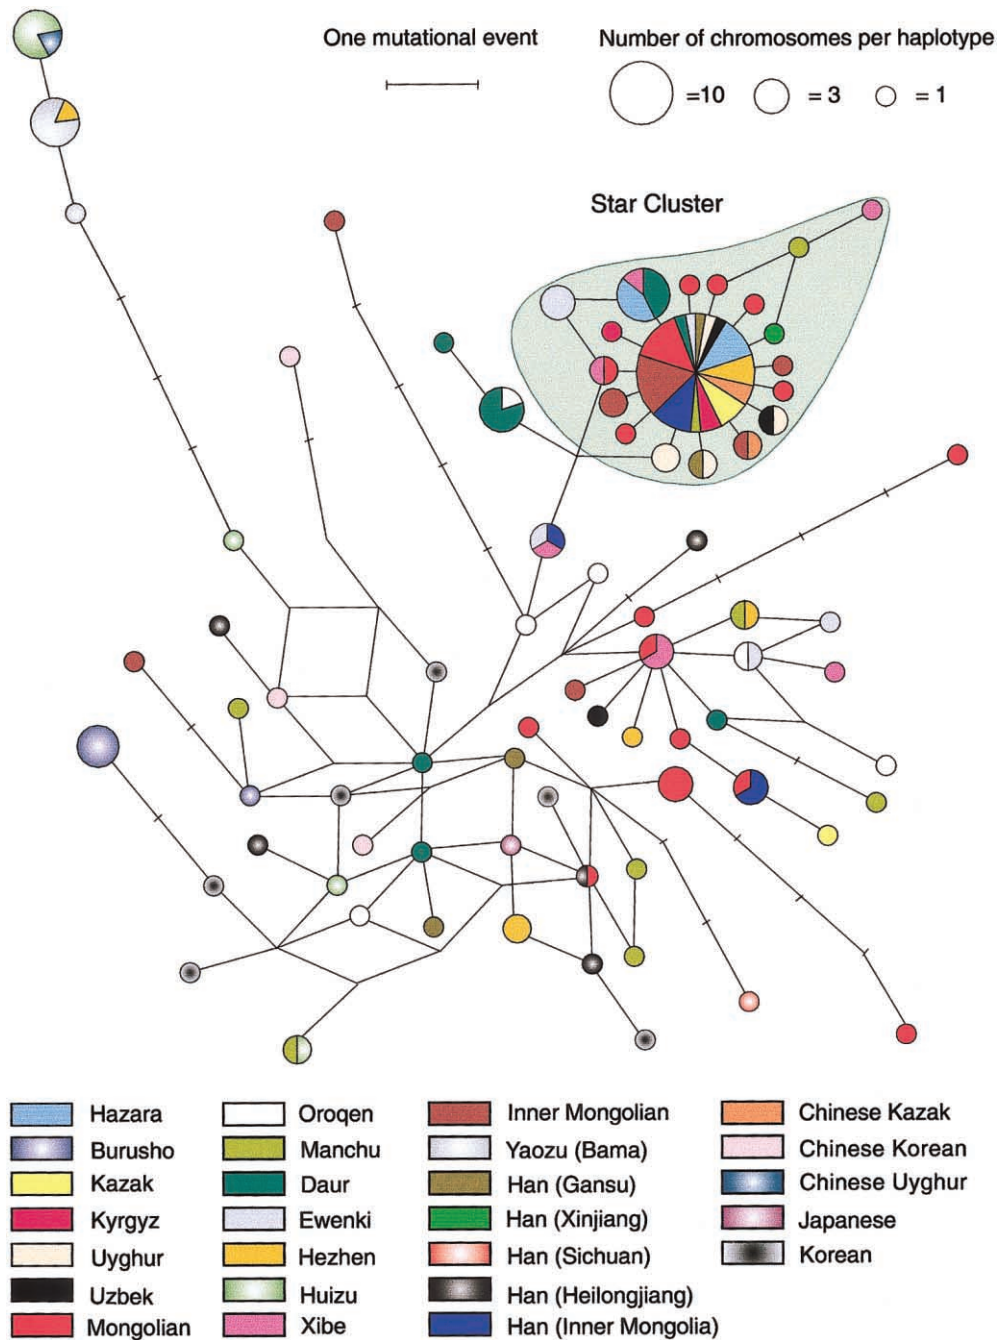 One mutational event
Number of chromosomes per haplotype
=10
= 3
= 1
Star Cluster
Hazara
Burusho
Kazak
Kyrgyz
Uyghur
Uzbek
Mongolian
Oroqen
Manchu
Daur
Ewenki
Hezhen
Huizu
Xibe
Inner Mongolian
Yaozu (Bama)
Han (Gansu)
Han (Xinjiang)
Han (Sichuan)
Han (Heilongjiang)
Han (Inner Mongolia)
Chinese Kazak
Chinese Korean
Chinese Uyghur
Japanese
Korean